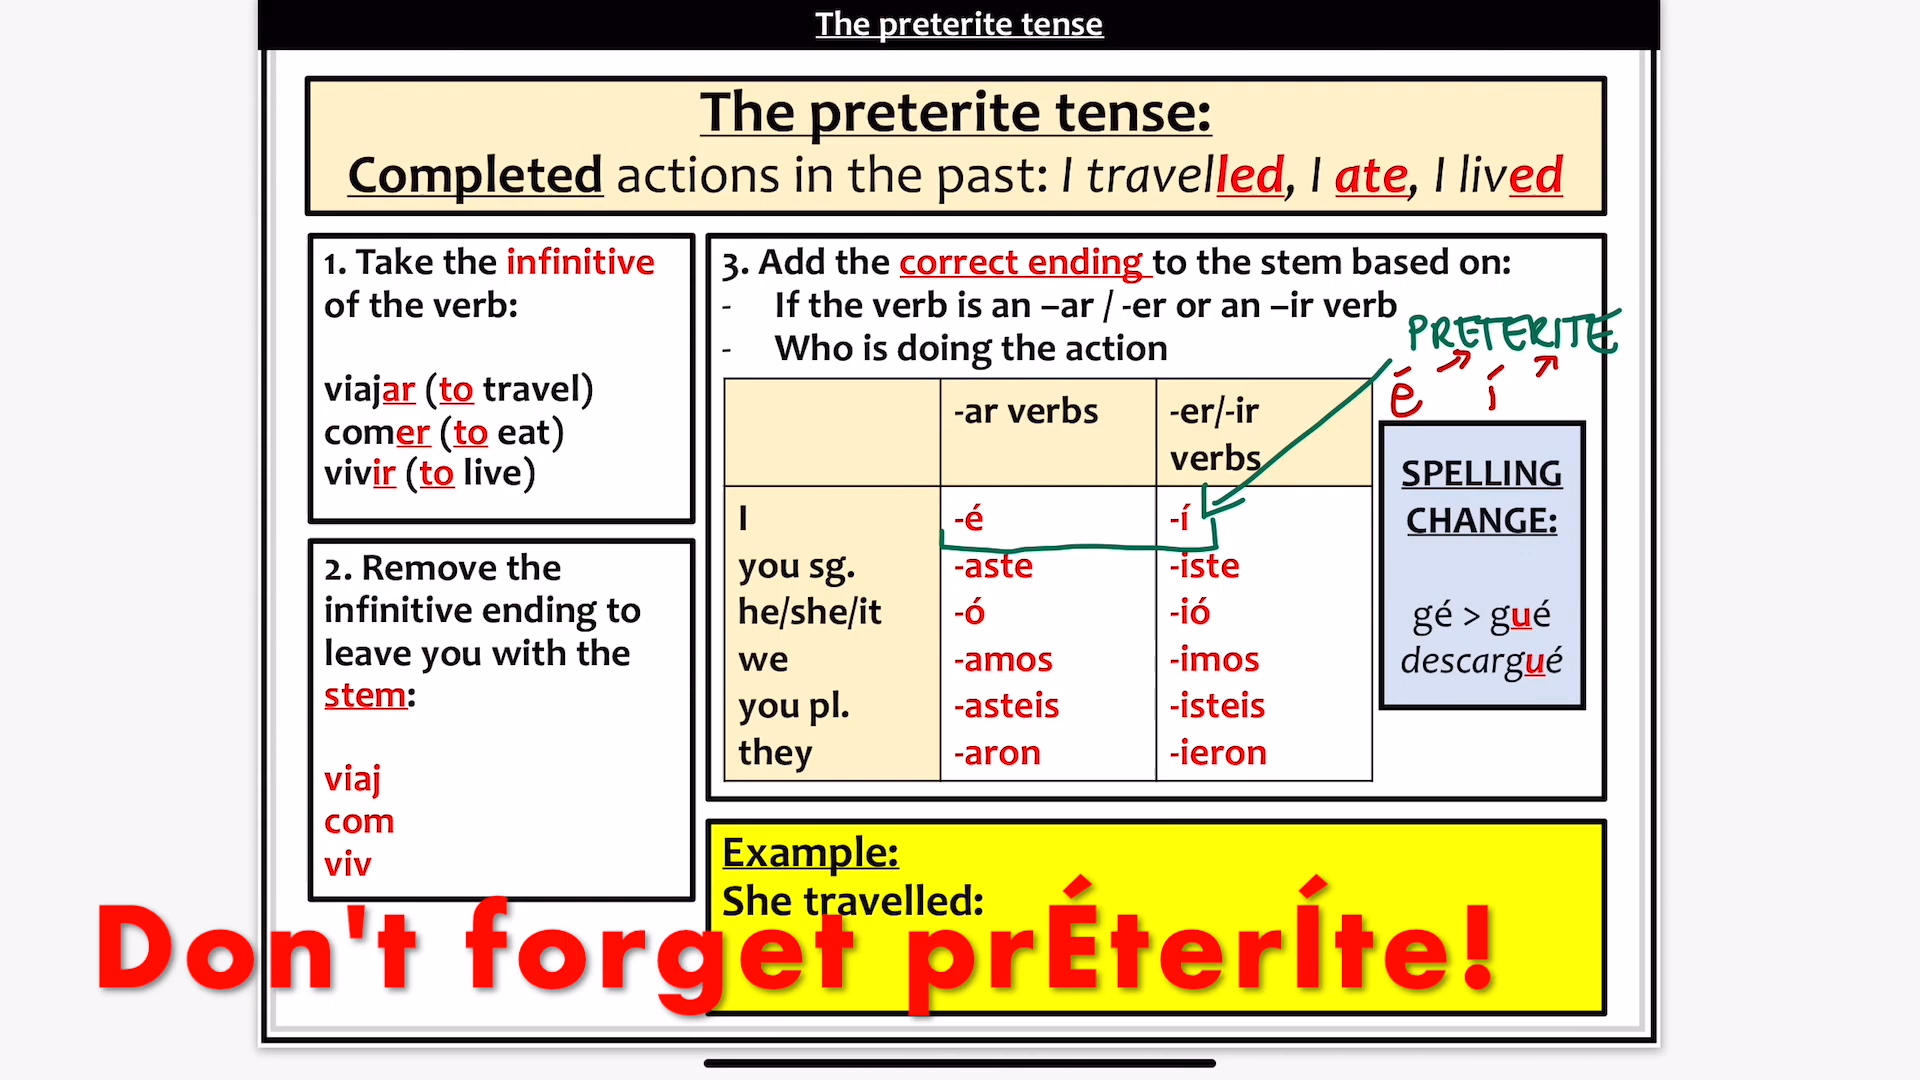 The preterite tense
The preterite tense:
Completed actions in the past: I travelled, I ate, I lived
1. Take the infinitive
of the verb:
viajar (to travel)
comer (to eat)
vivir (to live)
2. Remove the
infinitive ending to
leave you with the
stem:
viaj
com
viv
3. Add the correct ending to the stem based on:
- If the verb is an –ar / -er or an –ir verb
- Who is doing the action
PRETERITE
é í
-ar verbs -er/-ir
verbs
I -é -í
you sg. -aste -iste
he/she/it -ó -ió
we -amos -imos
you pl. -asteis -isteis
they -aron -ieron
SPELLING
CHANGE:
gé > gué
descargué
Example:
She travelled:
Don't forget prÉterÍte!